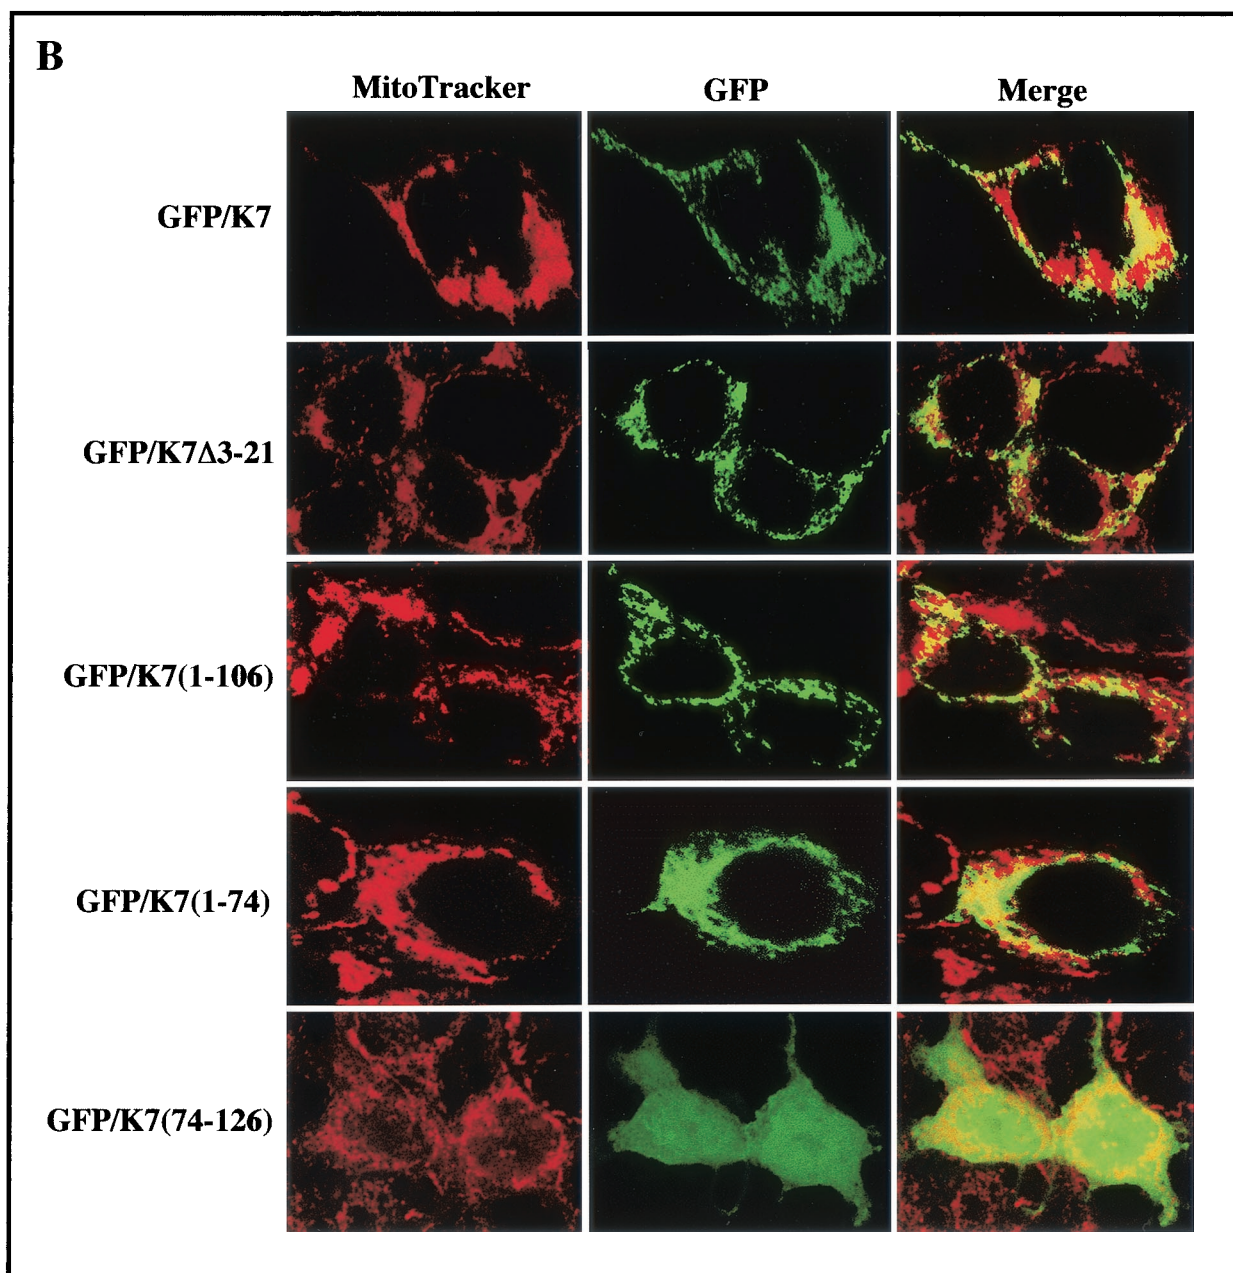 B
MitoTracker GFP Merge
GFP/K7
GFP/K7Δ3-21
GFP/K7(1-106)
GFP/K7(1-74)
GFP/K7(74-126)